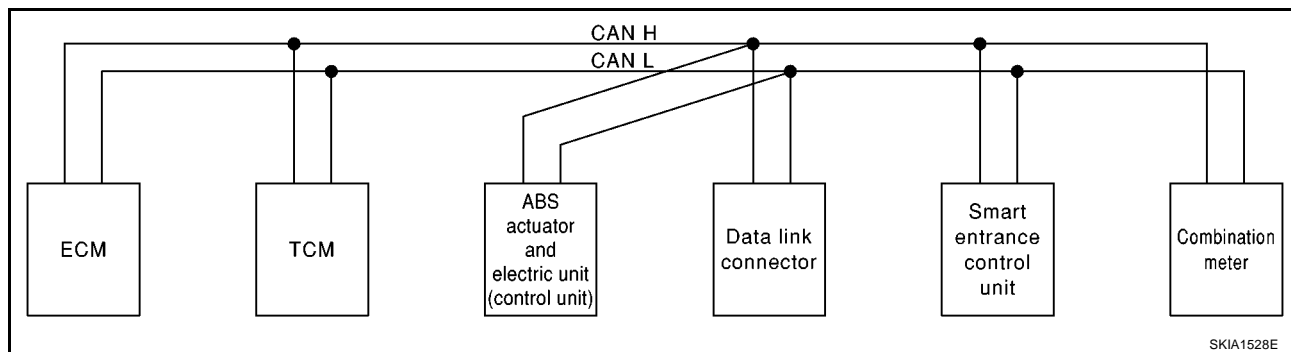 CAN H
CAN L
ECM
TCM
ABS
actuator
and
electric unit
(control unit)
Data link
connector
Smart
entrance
control
unit
Combination
meter
SKIA1528E